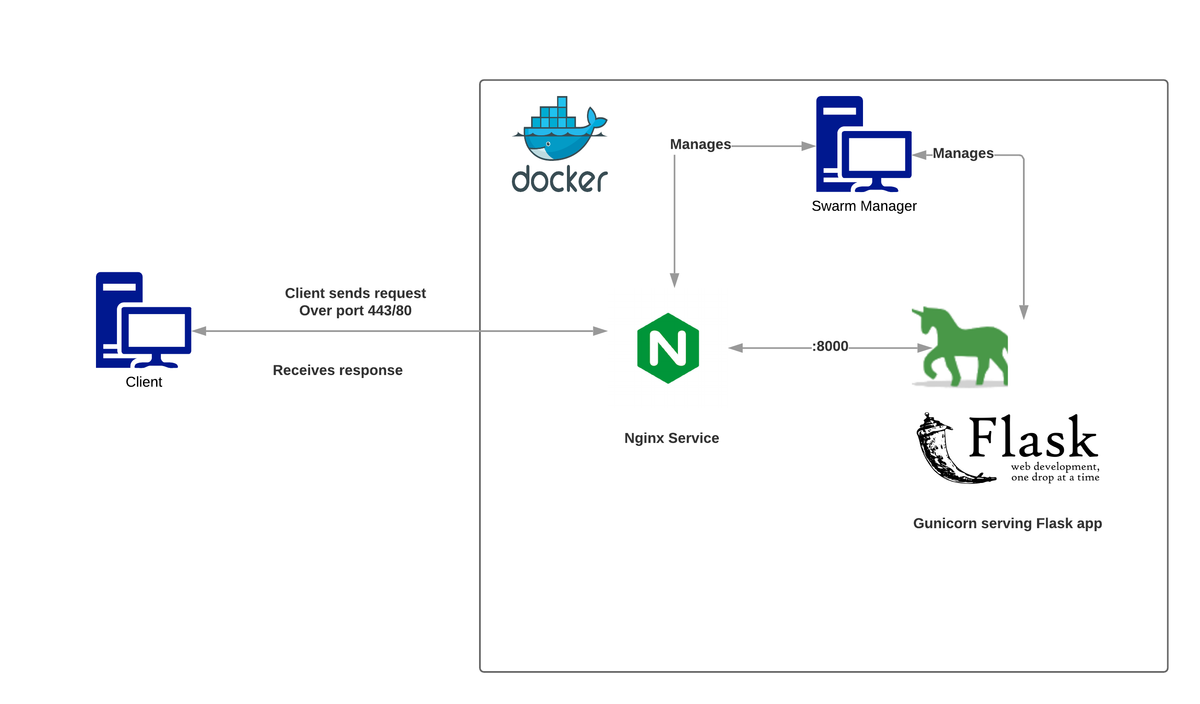 docker
Manages
Manages
Swarm Manager
Client sends request
Over port 443/80
Receives response
Client
N
:8000
Nginx Service
Flask
web development,
one drop at a time
Gunicorn serving Flask app